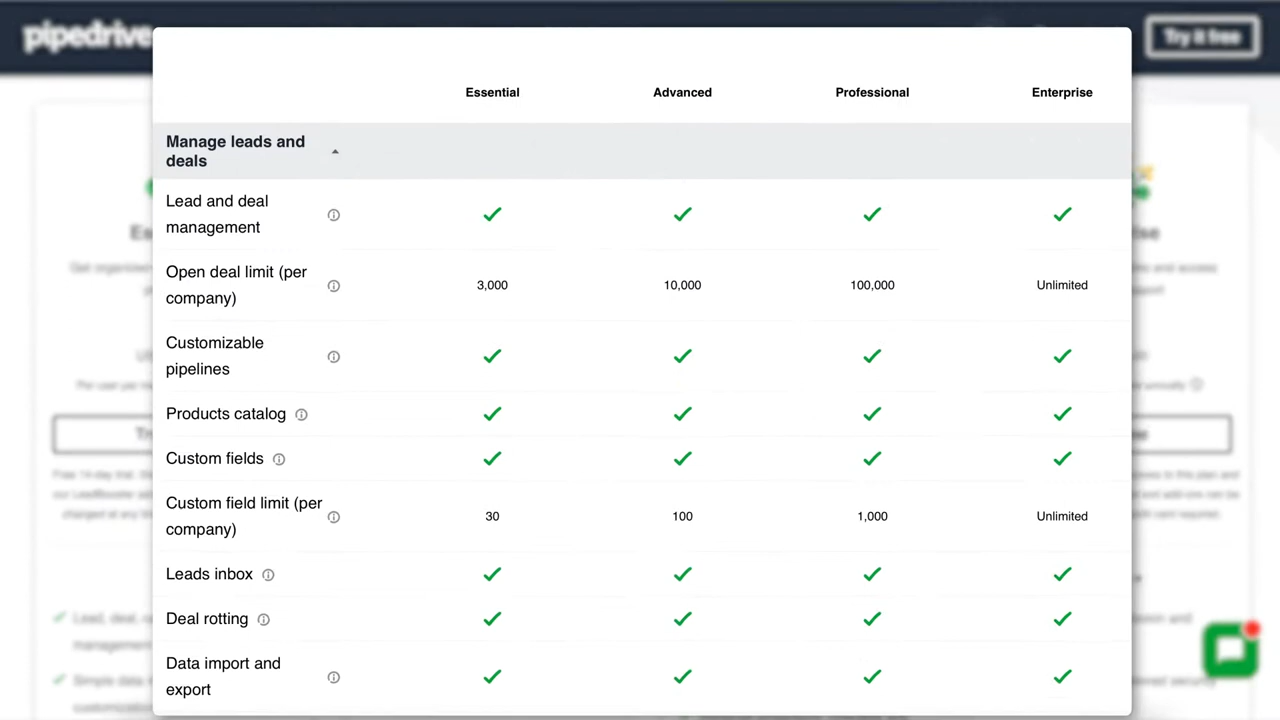 pipedrive
Try it free
Essential Advanced Professional Enterprise
Manage leads and
deals
Lead and deal
management
Open deal limit (per
company)
3,000 10,000 100,000 Unlimited
Customizable
pipelines
Products catalog
Custom fields
Custom field limit (per
company)
30 100 1,000 Unlimited
Leads inbox
Deal rotting
Data import and
export